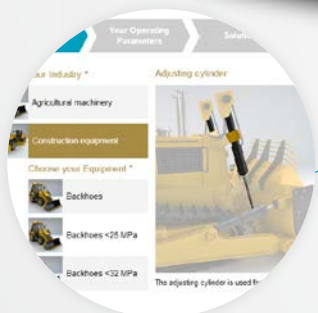 Your Operating
Parameters
Solution
our Industry *
Adjusting cylinder
Agricultural machinery
Construction equipment
Choose your Equipment *
Backhoes
Backhoes <25 MPa
Backhoes <32 MPa
The adjusting cylinder is used